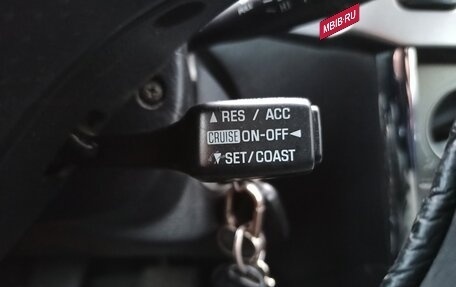 MBIB.RU
▲ RES / ACC
CRUISE ON-OFF ◄
▼ SET/COAST